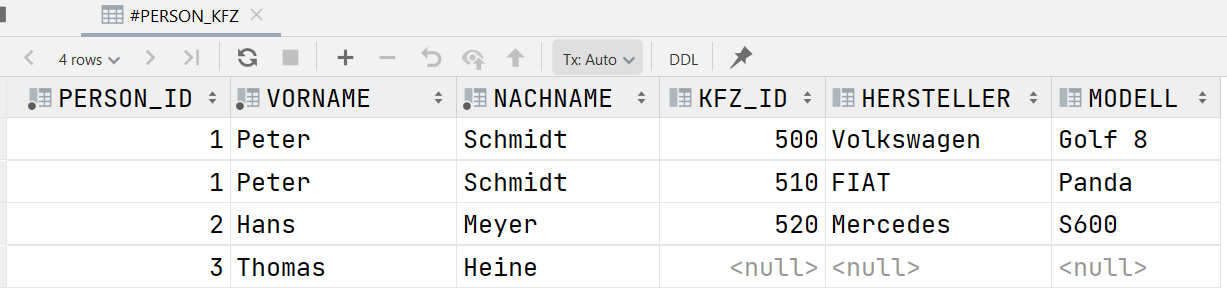 #PERSON_KFZ
4 rows Tx: Auto DDL
PERSON_ID VORNAME NACHNAME KFZ_ID HERSTELLER MODELL
1 Peter Schmidt 500 Volkswagen Golf 8
1 Peter Schmidt 510 FIAT Panda
2 Hans Meyer 520 Mercedes S600
3 Thomas Heine <null> <null> <null>